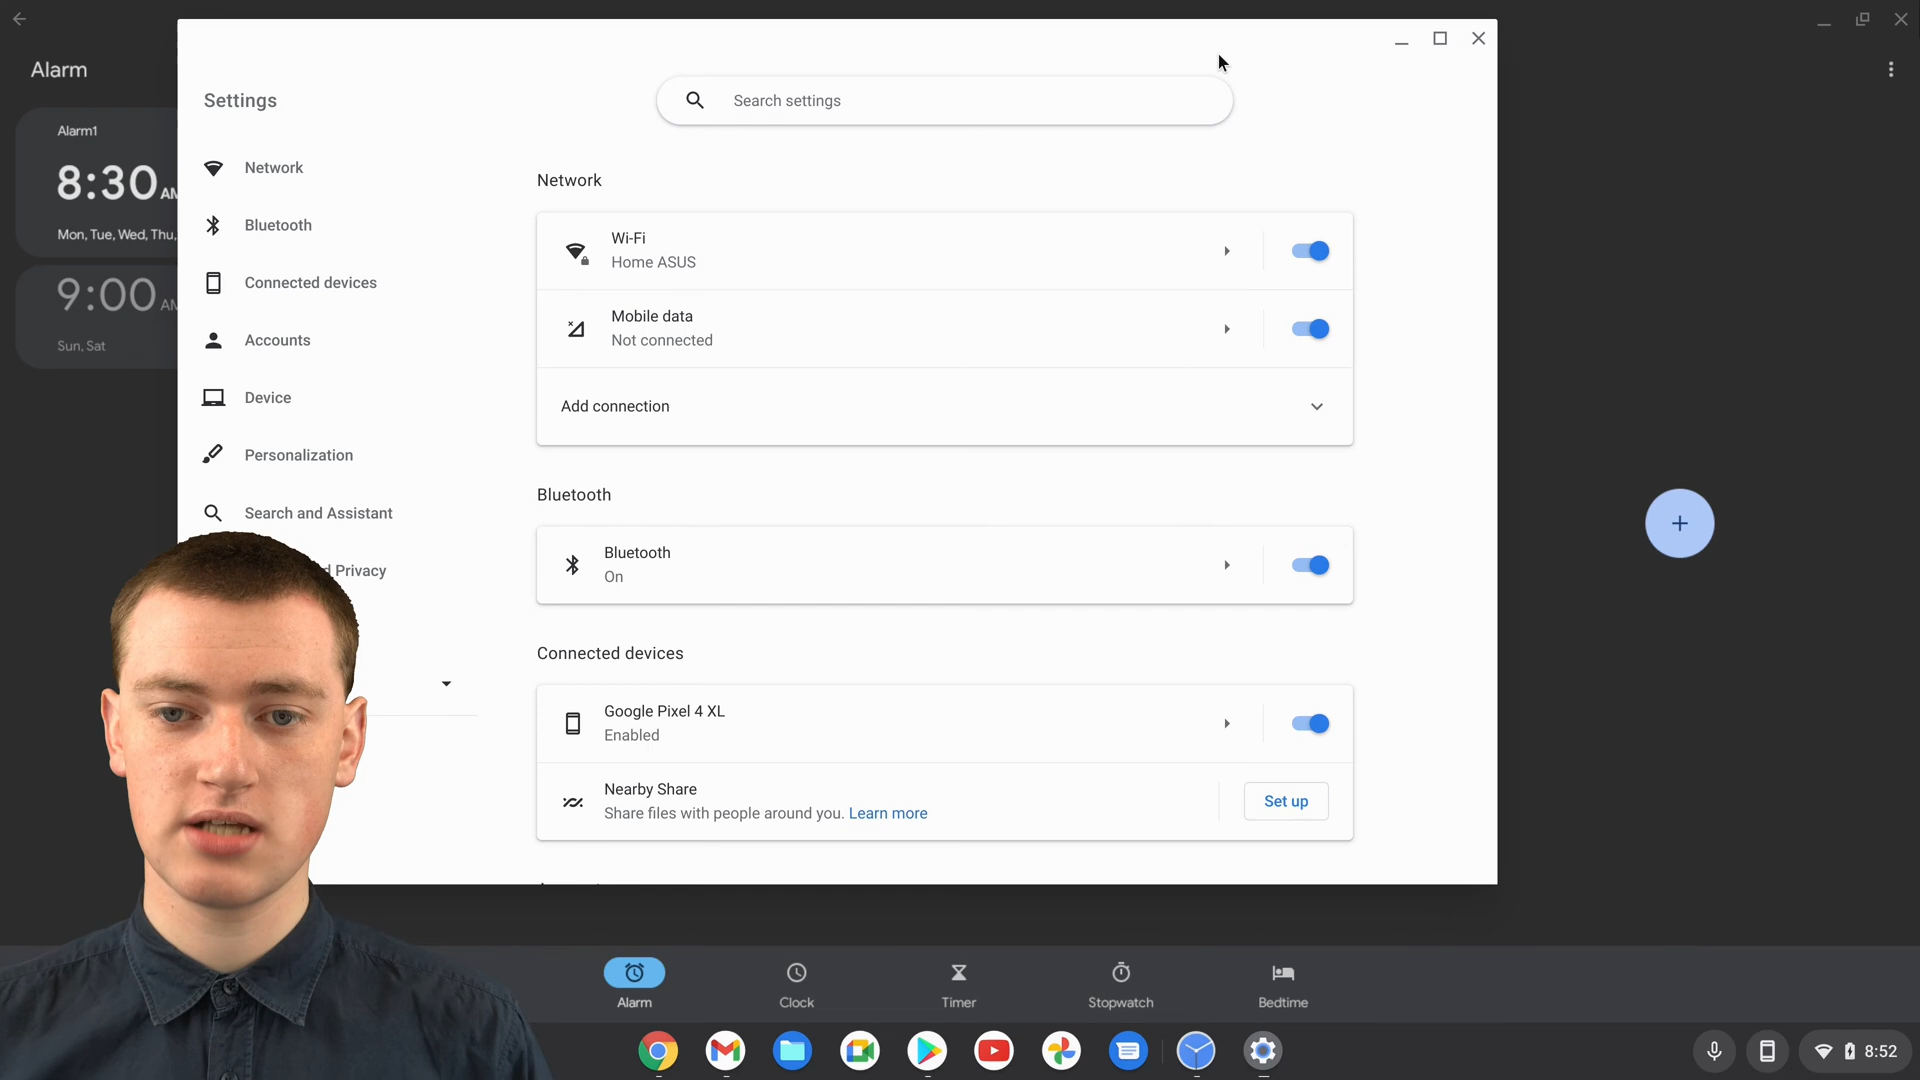 Alarm
Alarm1
8:30 AM
Mon, Tue, Wed, Thu,
9:00 AM
Sun, Sat
Settings
Search settings
Network
Bluetooth
Connected devices
Accounts
Device
Personalization
Search and Assistant
d Privacy
Network
Wi-Fi
Home ASUS
Mobile data
Not connected
Add connection
Bluetooth
Bluetooth
On
Connected devices
Google Pixel 4 XL
Enabled
Nearby Share
Share files with people around you. Learn more
Set up
Alarm
Clock
Timer
Stopwatch
Bedtime
8:52